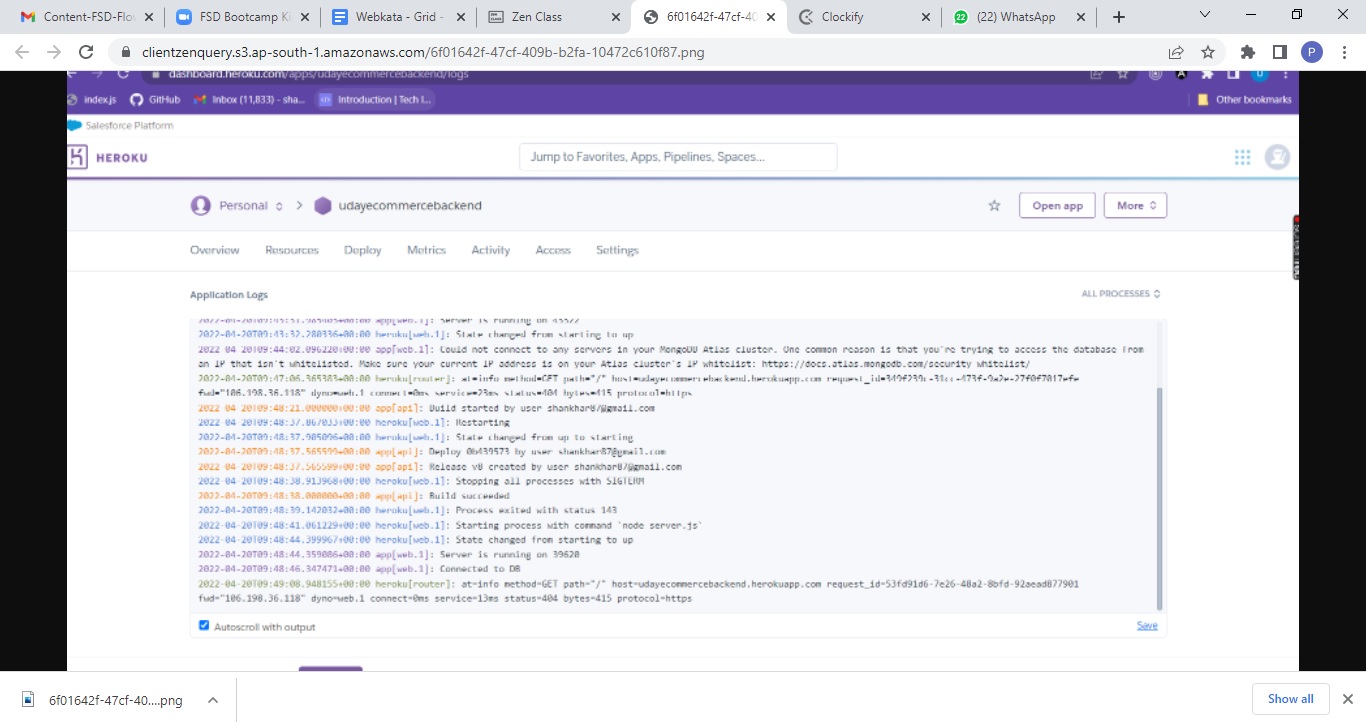 Content-FSD-Flo
FSD Bootcamp Ki
Webkata - Grid -
Zen Class
6f01642f-47cf-40
Clockify
(22) WhatsApp
clientzenquery.s3.ap-south-1.amazonaws.com/6f01642f-47cf-409b-b2fa-10472c610f87.png
P
dashboard.heroku.com/apps/udayecommercebackend/logs
index.js
GitHub
Inbox (11,833) - sha...
Introduction | Tech I...
Other bookmarks
Salesforce Platform
HEROKU
Jump to Favorites, Apps, Pipelines, Spaces...
Personal
udayecommercebackend
Open app
More
Overview
Resources
Deploy
Metrics
Activity
Access
Settings
Application Logs
ALL PROCESSES
app[web.1]: Server is running on 43522
2022-04-20T09:43:32.280336+00:00 heroku[web.1]: State changed from starting to up
2022-04-20T09:44:02.096220+00:00 app[web.1]: Could not connect to any servers in your MongoDB Atlas cluster. One common reason is that you're trying to access the database from
an IP that isn't whitelisted. Make sure your current IP address is on your Atlas cluster's IP whitelist: https://docs.atlas.mongodb.com/security-whitelist/
2022-04-20T09:47:06.365383+00:00 heroku[router]: at=info method=GET path="/" host=udayecommercebackend.herokuapp.com request_id=349f239c-31cc-473f-9a2e-27f0f7017efe
fwd="106.198.36.118" dyno=web.1 connect=0ms service=23ms status=404 bytes=415 protocol=https
2022-04-20T09:48:21.000000+00:00 app[api]: Build started by user shankhar87@gmail.com
2022-04-20T09:48:37.867033+00:00 heroku[web.1]: Restarting
2022-04-20T09:48:37.905096+00:00 heroku[web.1]: State changed from up to starting
2022-04-20T09:48:37.565599+00:00 app[api]: Deploy 0b439573 by user shankhar87@gmail.com
2022-04-20T09:48:37.565599+00:00 app[api]: Release v8 created by user shankhar87@gmail.com
2022-04-20T09:48:38.913968+00:00 heroku[web.1]: Stopping all processes with SIGTERM
2022-04-20T09:48:38.000000+00:00 app[api]: Build succeeded
2022-04-20T09:48:39.142032+00:00 heroku[web.1]: Process exited with status 143
2022-04-20T09:48:41.061229+00:00 heroku[web.1]: Starting process with command `node server.js`
2022-04-20T09:48:44.399967+00:00 heroku[web.1]: State changed from starting to up
2022-04-20T09:48:44.359086+00:00 app[web.1]: Server is running on 39620
2022-04-20T09:48:46.347471+00:00 app[web.1]: Connected to DB
2022-04-20T09:49:08.948155+00:00 heroku[router]: at=info method=GET path="/" host=udayecommercebackend.herokuapp.com request_id=53fd91d6-7e26-48a2-8bfd-92aead877901
fwd="106.198.36.118" dyno=web.1 connect=0ms service=13ms status=404 bytes=415 protocol=https
Autoscroll with output
Save
6f01642f-47cf-40....png
Show all